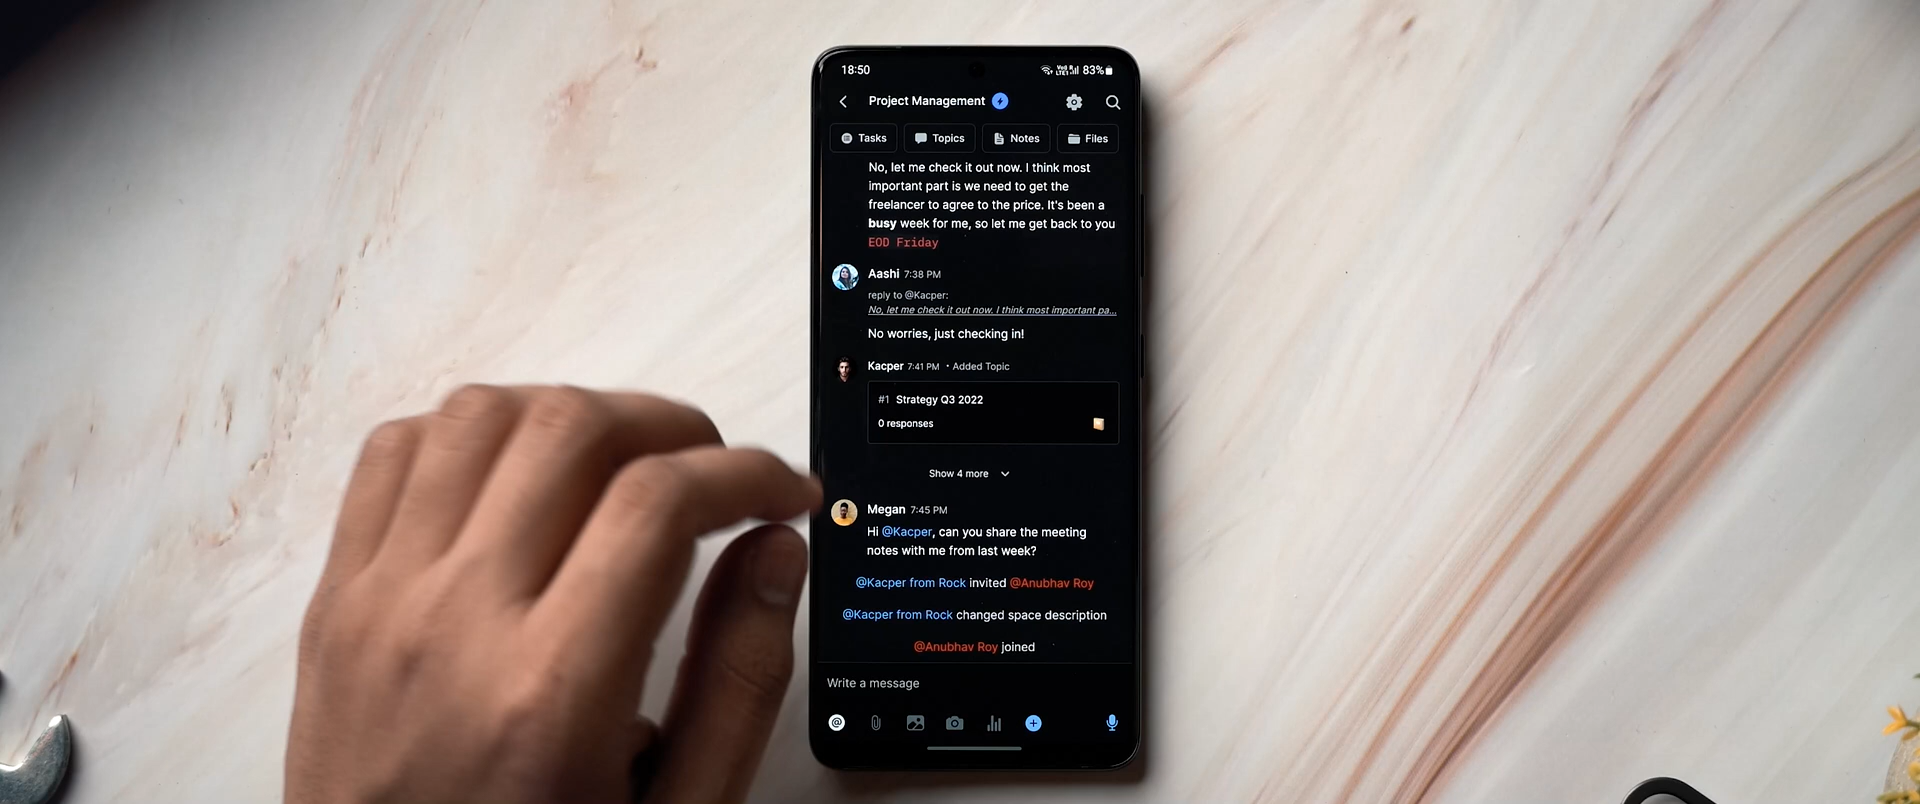 18:50
83%
Project Management
Tasks
Topics
Notes
Files
No, let me check it out now. I think most
important part is we need to get the
freelancer to agree to the price. It's been a
busy week for me, so let me get back to you
EOD Friday
Aashi 7:38 PM
reply to @Kacper:
No, let me check it out now. I think most important pa...
No worries, just checking in!
Kacper 7:41 PM • Added Topic
#1 Strategy Q3 2022
0 responses
Show 4 more
Megan 7:45 PM
Hi @Kacper, can you share the meeting
notes with me from last week?
@Kacper from Rock invited @Anubhav Roy
@Kacper from Rock changed space description
@Anubhav Roy joined
Write a message
@